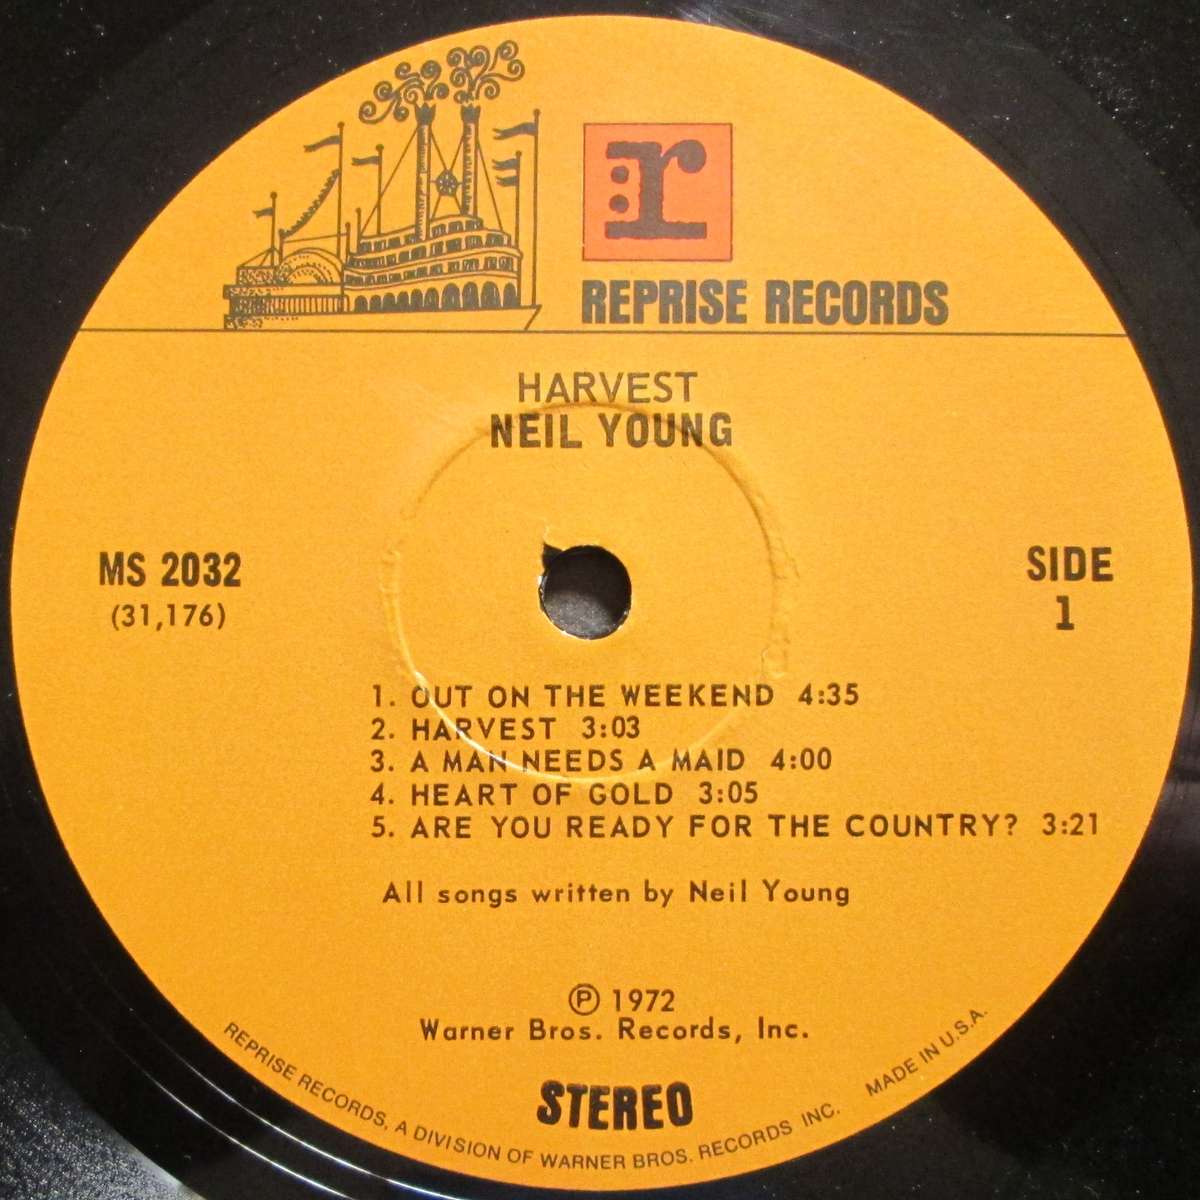 r
REPRISE RECORDS
HARVEST
NEIL YOUNG
MS 2032
(31,176)
SIDE
1
1. OUT ON THE WEEKEND 4:35
2. HARVEST 3:03
3. A MAN NEEDS A MAID 4:00
4. HEART OF GOLD 3:05
5. ARE YOU READY FOR THE COUNTRY? 3:21
All songs written by Neil Young
℗ 1972
Warner Bros. Records, Inc.
STEREO
REPRISE RECORDS, A DIVISION OF WARNER BROS. RECORDS INC. MADE IN U.S.A.